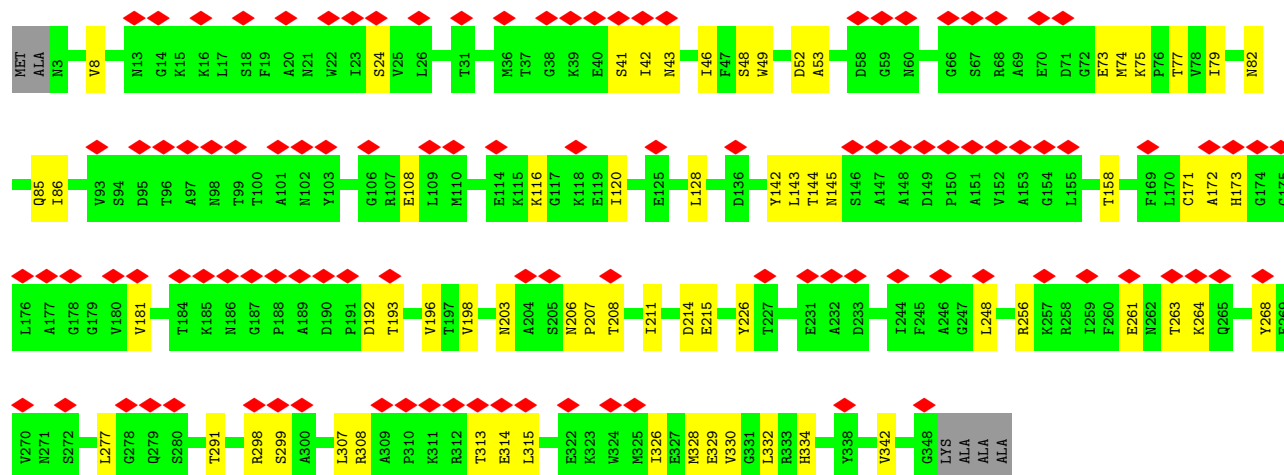 MET ALA N3 V8 N13 G14 K15 K16 L17 S18 F19 A20 N21 W22 I23 S24 V25 L26 T31 M36 T37 G38 K39 E40 S41 I42 N43 I46 F47 S48 W49 D52 A53 D58 G59 N60 G66 S67 R68 A69 E70 D71 G72 E73 M74 K75 P76 T77 V78 I79 N82
Q85 I86 V93 S94 D95 T96 A97 N98 T99 T100 A101 N102 Y103 G106 R107 E108 L109 M110 E114 K115 K116 G117 K118 E119 I120 E125 L128 D136 Y142 L143 T144 N145 S146 A147 A148 D149 P150 A151 V152 A153 G154 L155 T158 F169 L170 C171 A172 H173 G174 G175
L176 A177 G178 G179 V180 V181 T184 K185 N186 G187 P188 A189 D190 P191 D192 T193 V196 T197 V198 N203 A204 S205 N206 P207 T208 I211 D214 E215 Y226 T227 E231 A232 D233 I244 F245 A246 G247 L248 R256 K257 R258 I259 F260 E261 N262 T263 K264 Q265 Y268 E269
V270 N271 S272 L277 G278 Q279 S280 T291 R298 S299 A300 L307 R308 A309 P310 K311 R312 T313 E314 L315 E322 K323 W324 M325 I326 E327 M328 E329 V330 G331 L332 R333 H334 Y338 V342 G348 LYS ALA ALA ALA